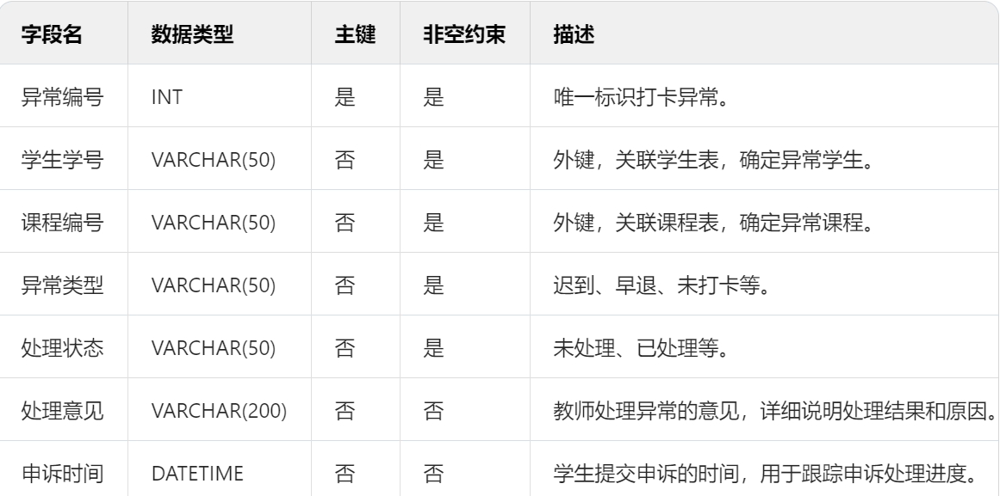 字段名 数据类型 主键 非空约束 描述
异常编号 INT 是 是 唯一标识打卡异常。
学生学号 VARCHAR(50) 否 是 外键，关联学生表，确定异常学生。
课程编号 VARCHAR(50) 否 是 外键，关联课程表，确定异常课程。
异常类型 VARCHAR(50) 否 是 迟到、早退、未打卡等。
处理状态 VARCHAR(50) 否 是 未处理、已处理等。
处理意见 VARCHAR(200) 否 否 教师处理异常的意见，详细说明处理结果和原因。
申诉时间 DATETIME 否 否 学生提交申诉的时间，用于跟踪申诉处理进度。